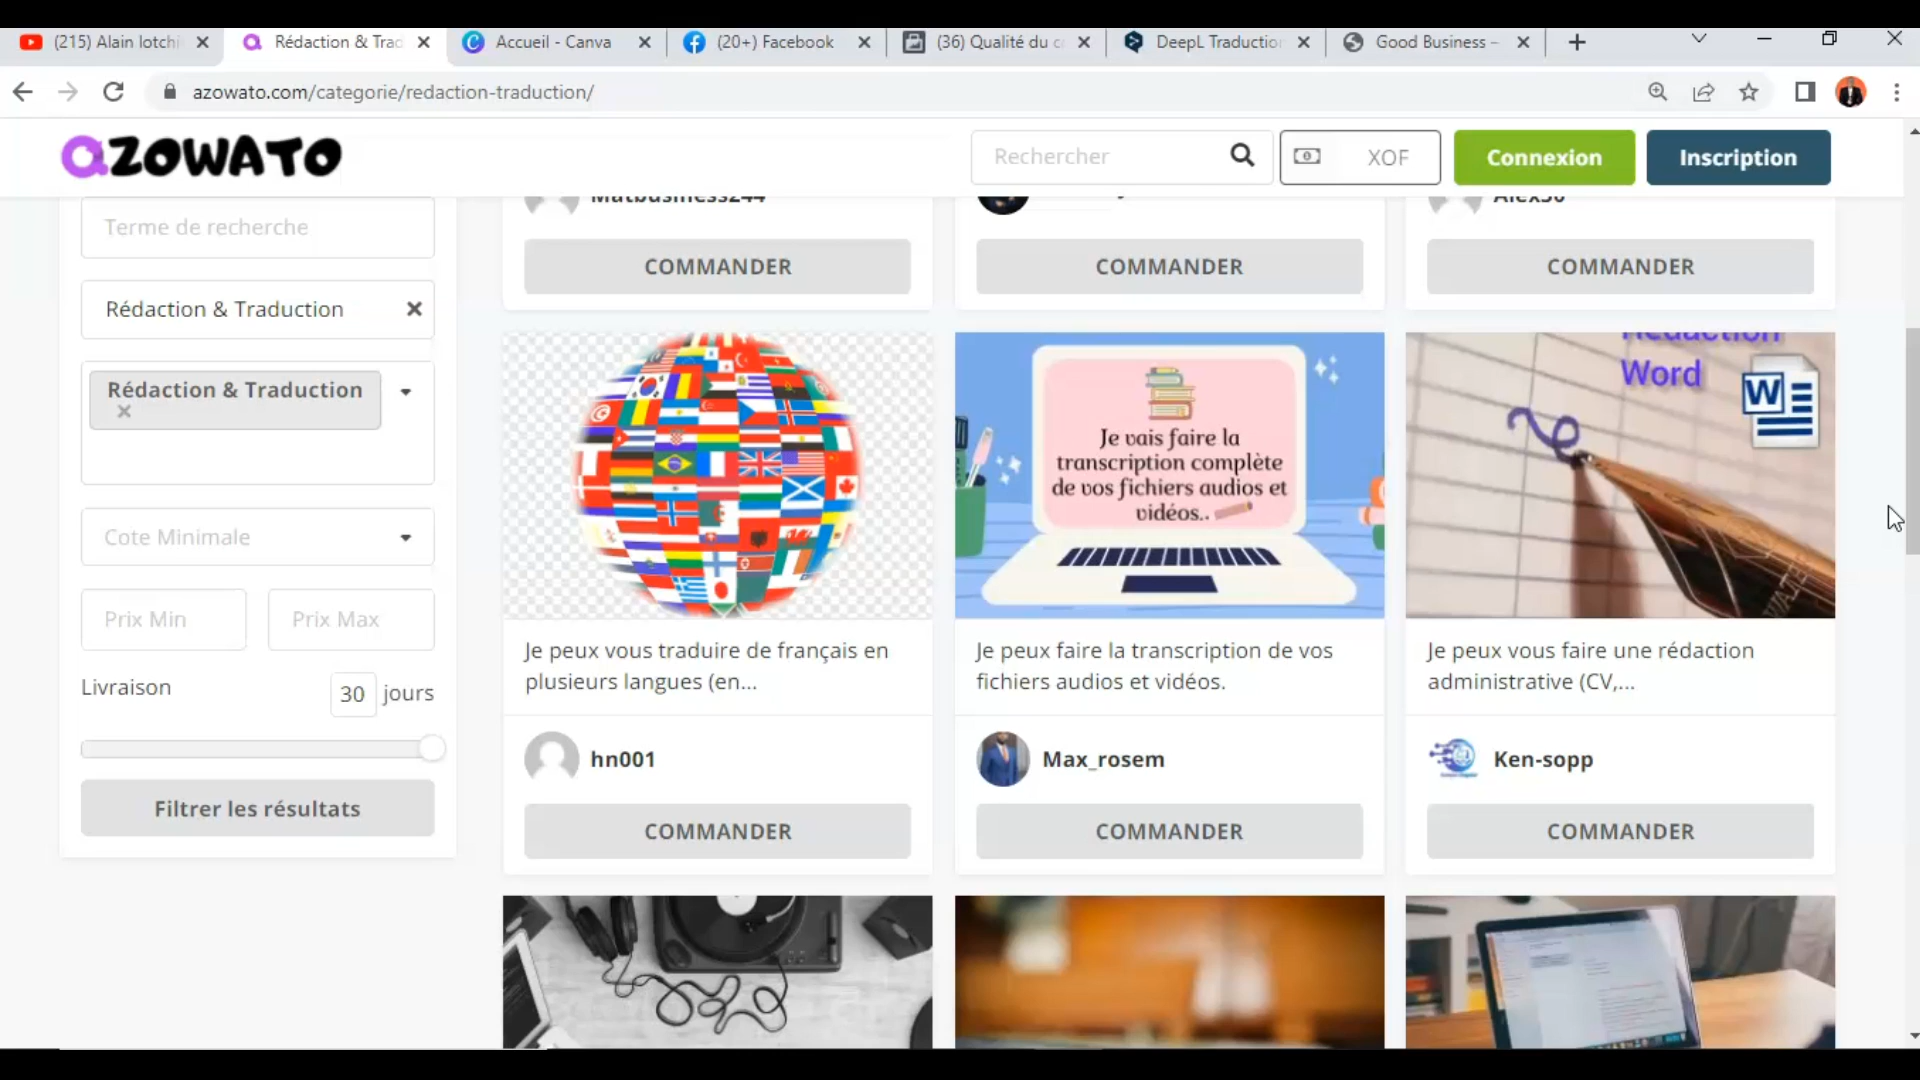 (215) Alain lotchi
Rédaction & Trad
Accueil - Canva
(20+) Facebook
(36) Qualité du c
DeepL Traduction
Good Business –
azowato.com/categorie/redaction-traduction/
aZOWATO
Rechercher
XOF
Connexion
Inscription
Matbusiness244
Alex30
Terme de recherche
COMMANDER
COMMANDER
COMMANDER
Rédaction & Traduction
Rédaction & Traduction
Cote Minimale
Prix Min
Prix Max
Livraison
30
jours
Filtrer les résultats
Je vais faire la
transcription complète
de vos fichiers audios et
vidéos..
Rédaction
Word
W
Je peux vous traduire de français en
plusieurs langues (en...
Je peux faire la transcription de vos
fichiers audios et vidéos.
Je peux vous faire une rédaction
administrative (CV,...
hn001
Max_rosem
Ken-sopp
COMMANDER
COMMANDER
COMMANDER